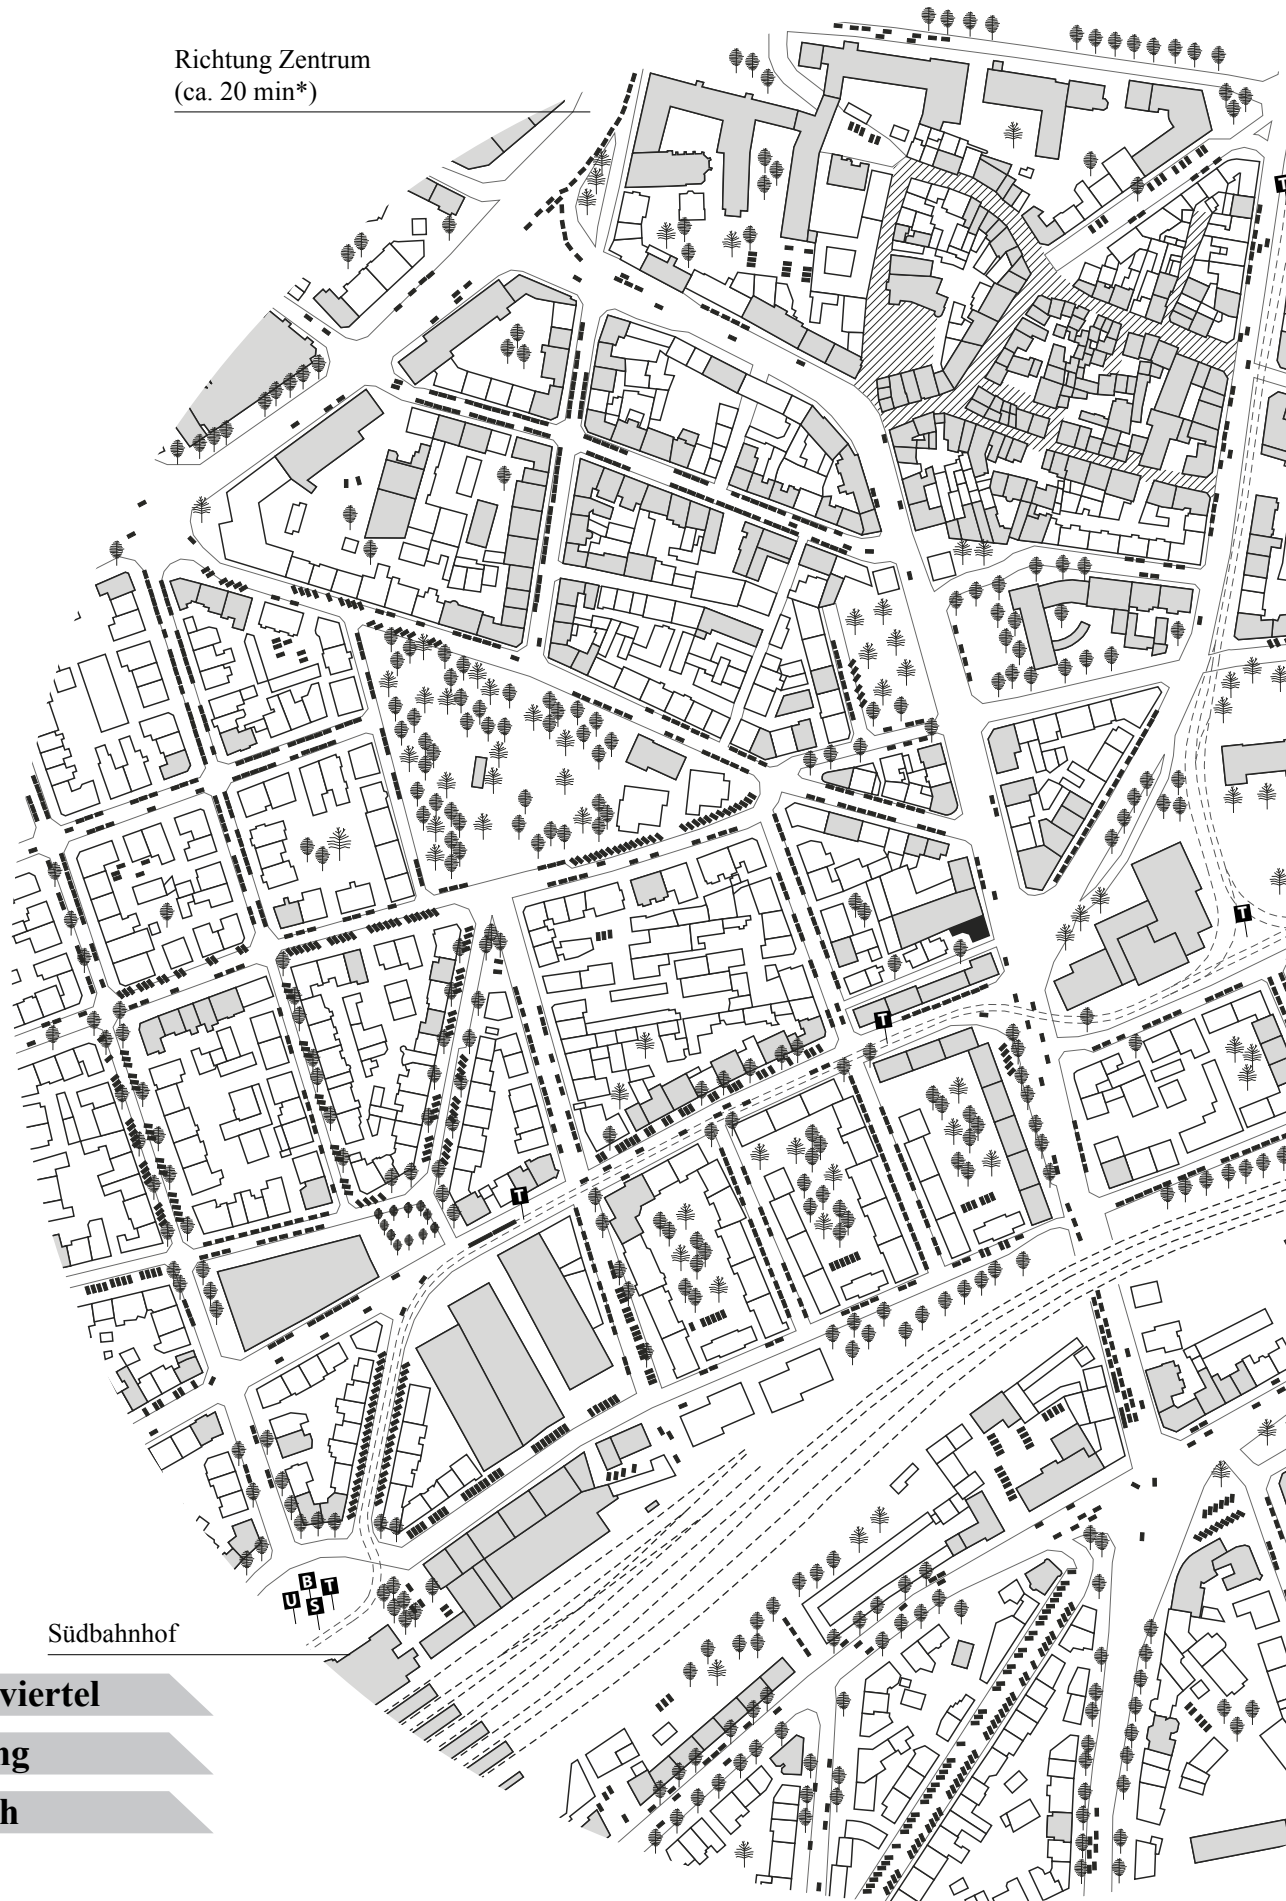 Richtung Zentrum
(ca. 20 min*)
T
T
T
T
B
T
U
S
Südbahnhof
viertel
ng
h